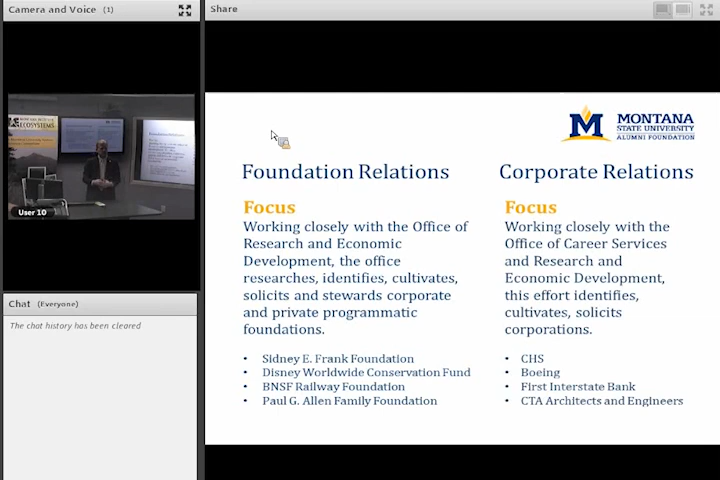 Camera and Voice (1)
Share
ECOSYSTEMS
User 10
Chat (Everyone)
The chat history has been cleared
M
MONTANA
STATE UNIVERSITY
ALUMNI FOUNDATION
Foundation Relations
Focus
Working closely with the Office of
Research and Economic
Development, the office
researches, identifies, cultivates,
solicits and stewards corporate
and private programmatic
foundations.
• Sidney E. Frank Foundation
• Disney Worldwide Conservation Fund
• BNSF Railway Foundation
• Paul G. Allen Family Foundation
Corporate Relations
Focus
Working closely with the
Office of Career Services
and Research and
Economic Development,
this effort identifies,
cultivates, solicits
corporations.
• CHS
• Boeing
• First Interstate Bank
• CTA Architects and Engineers